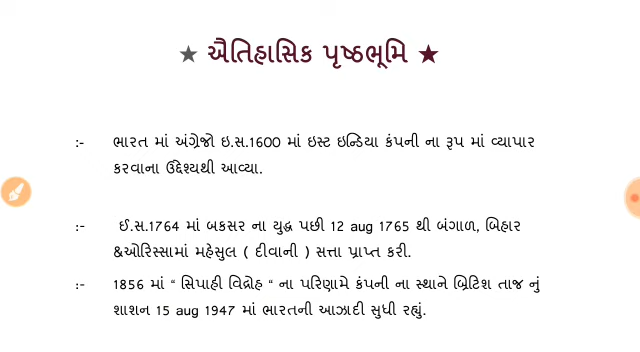 ★ ઐતિહાસિક પૃષ્ઠભૂમિ ★
:- ભારત માં અંગ્રેજો ઇ.સ.1600 માં ઇસ્ટ ઇન્ડિયા કંપની ના રૂપ માં વ્યાપાર
કરવાના ઉદ્દેશ્યથી આવ્યા.
:- ઈ.સ.1764 માં બકસર ના યુદ્ધ પછી 12 aug 1765 થી બંગાળ, બિહાર
&ઓરિસ્સામાં મહેસુલ ( દીવાની ) સત્તા પ્રાપ્ત કરી.
:- 1856 માં “ સિપાહી વિદ્રોહ “ ના પરિણામે કંપની ના સ્થાને બ્રિટિશ તાજ નું
શાશન 15 aug 1947 માં ભારતની આઝાદી સુધી રહ્યું.